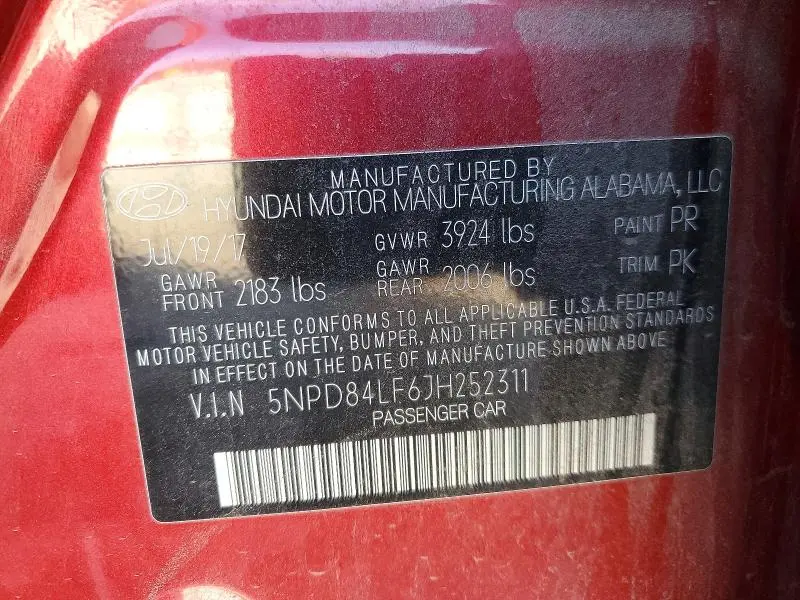 MANUFACTURED BY
HYUNDAI MOTOR MANUFACTURING ALABAMA, LLC
Jul/19/17 GVWR 3924 lbs PAINT PR
GAWR FRONT 2183 lbs GAWR REAR 2006 lbs TRIM PK
THIS VEHICLE CONFORMS TO ALL APPLICABLE U.S.A. FEDERAL
MOTOR VEHICLE SAFETY, BUMPER, AND THEFT PREVENTION STANDARDS
IN EFFECT ON THE DATE OF MANUFACTURE SHOWN ABOVE
V.I.N 5NPD84LF6JH252311
PASSENGER CAR